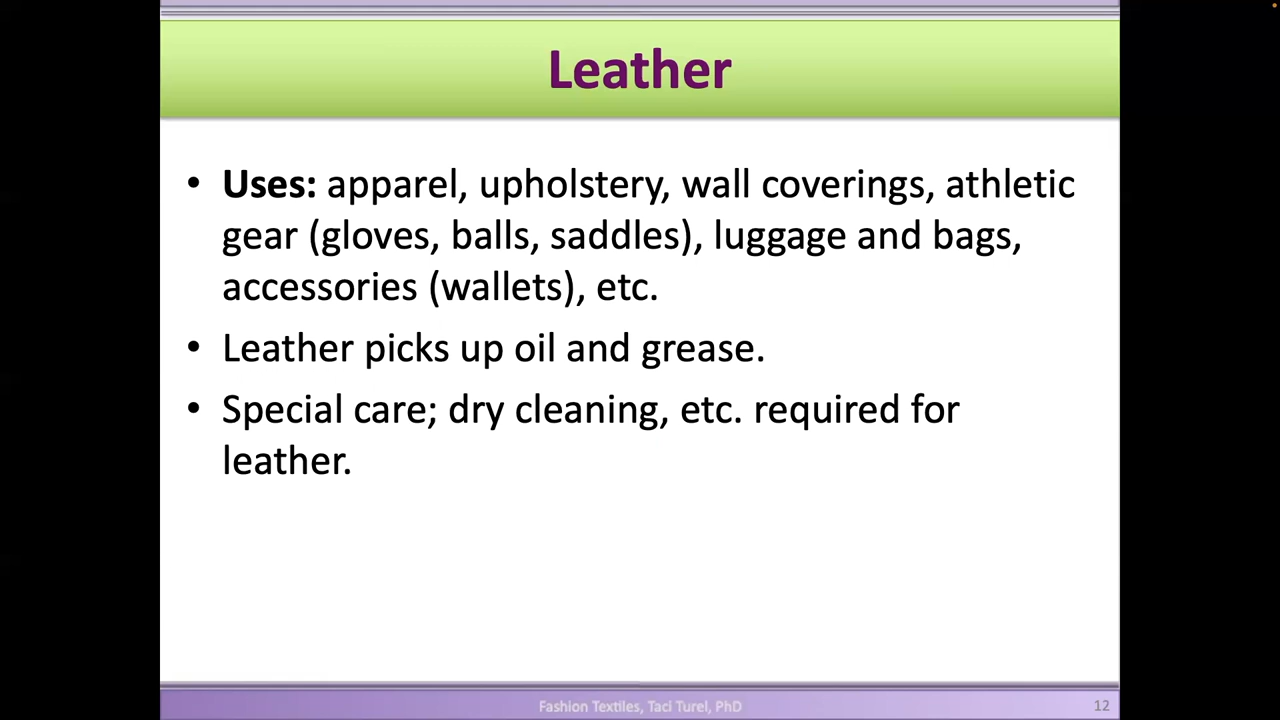 Leather
• Uses: apparel, upholstery, wall coverings, athletic
gear (gloves, balls, saddles), luggage and bags,
accessories (wallets), etc.
• Leather picks up oil and grease.
• Special care; dry cleaning, etc. required for
leather.
Fashion Textiles, Taci Turel, PhD
12